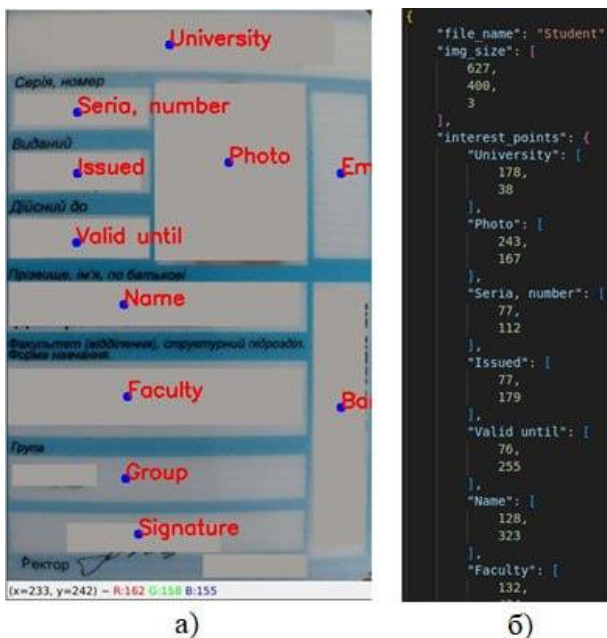 University
Серія, номер
Seria, number
Виданий
Issued
Photo
Em
Дійсний до
Valid until
Прізвище, ім'я, по батькові
Name
Факультет (відділення), структурний підрозділ.
Форма навчання.
Faculty
Ba
Група
Group
Signature
Ректор
(x=233, y=242) ~ R:162 G:158 B:155
а)
{
"file_name": "Student"
"img_size": [
627,
400,
3
],
"interest_points": {
"University": [
178,
38
],
"Photo": [
243,
167
],
"Seria, number": [
77,
112
],
"Issued": [
77,
179
],
"Valid until": [
76,
255
],
"Name": [
128,
323
],
"Faculty": [
132,
б)